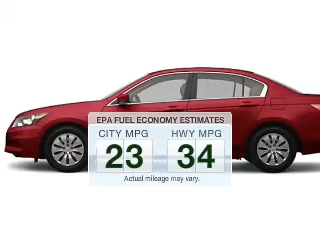 EPA FUEL ECONOMY ESTIMATES
CITY MPG HWY MPG
23 34
Actual mileage may vary.